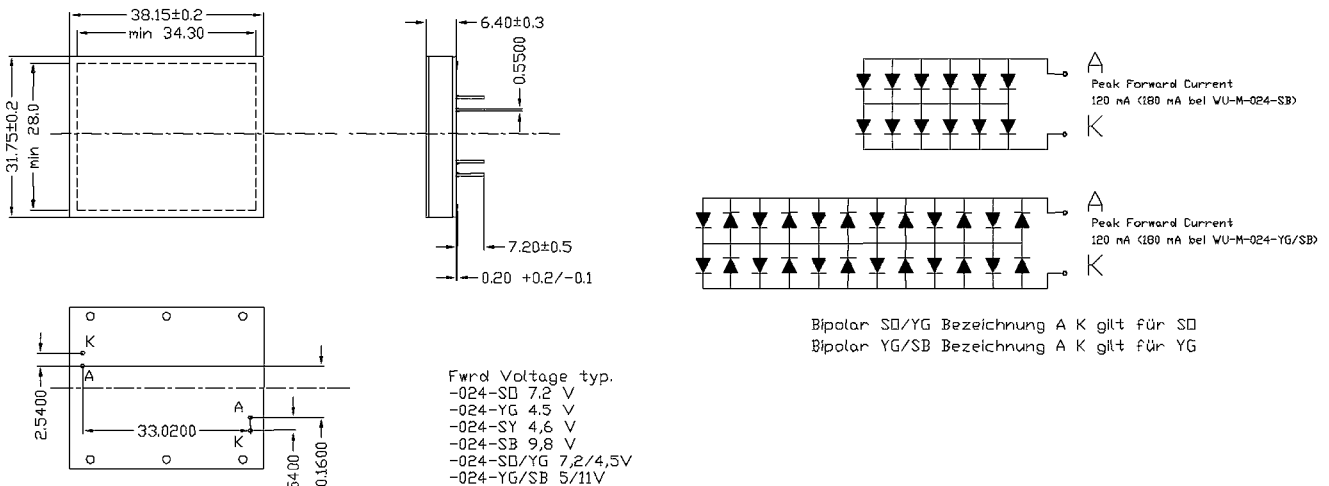 38.15±0.2
min 34.30
31.75±0.2
min 28.0
6.40±0.3
0.5500
7.20±0.5
0.20 +0.2/-0.1
A
Peak Forward Current
120 mA (180 mA bei WU-M-024-SB)
K
A
Peak Forward Current
120 mA (180 mA bei WU-M-024-YG/SB)
K
Bipolar SO/YG Bezeichnung A K gilt für SO
Bipolar YG/SB Bezeichnung A K gilt für YG
K
A
2.5400
33.0200
A
K
Fwrd Voltage typ.
-024-SO 7.2 V
-024-YG 4.5 V
-024-SY 4,6 V
-024-SB 9,8 V
-024-SO/YG 7,2/4,5V
-024-YG/SB 5/11V